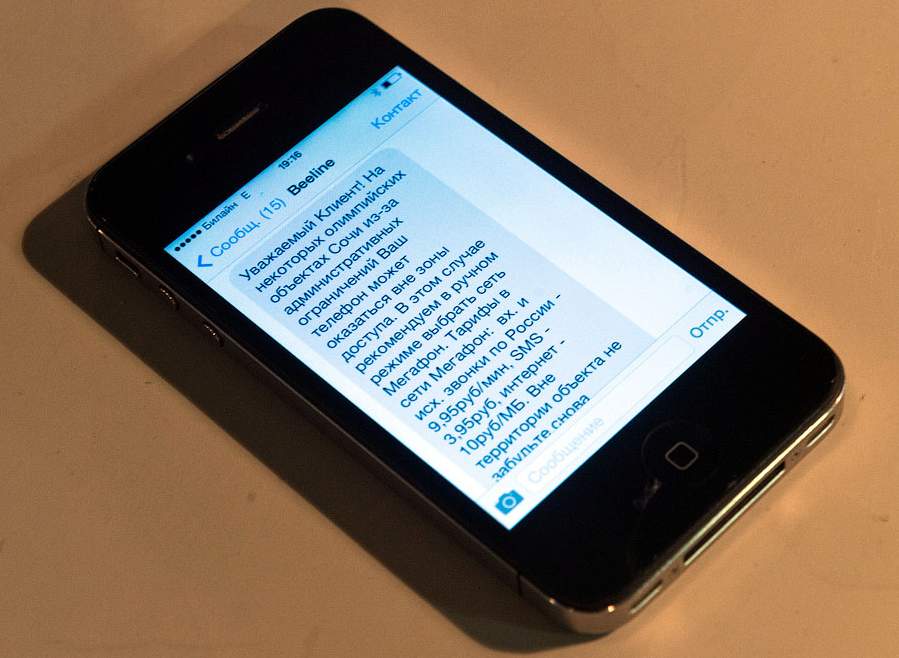 Билайн E 19:16
Сообщ. (15) Beeline Контакт
Уважаемый Клиент! На
некоторых олимпийских
объектах Сочи из-за
административных
ограничений Ваш
телефон может
оказаться вне зоны
доступа. В этом случае
рекомендуем в ручном
режиме выбрать сеть
Мегафон. Тарифы в
сети Мегафон:, вх. и
исх. звонки по России -
9,95руб/мин, SMS -
3,95руб, интернет -
10руб/МБ. Вне
территории объекта не
забудьте снова
Сообщение Отпр.